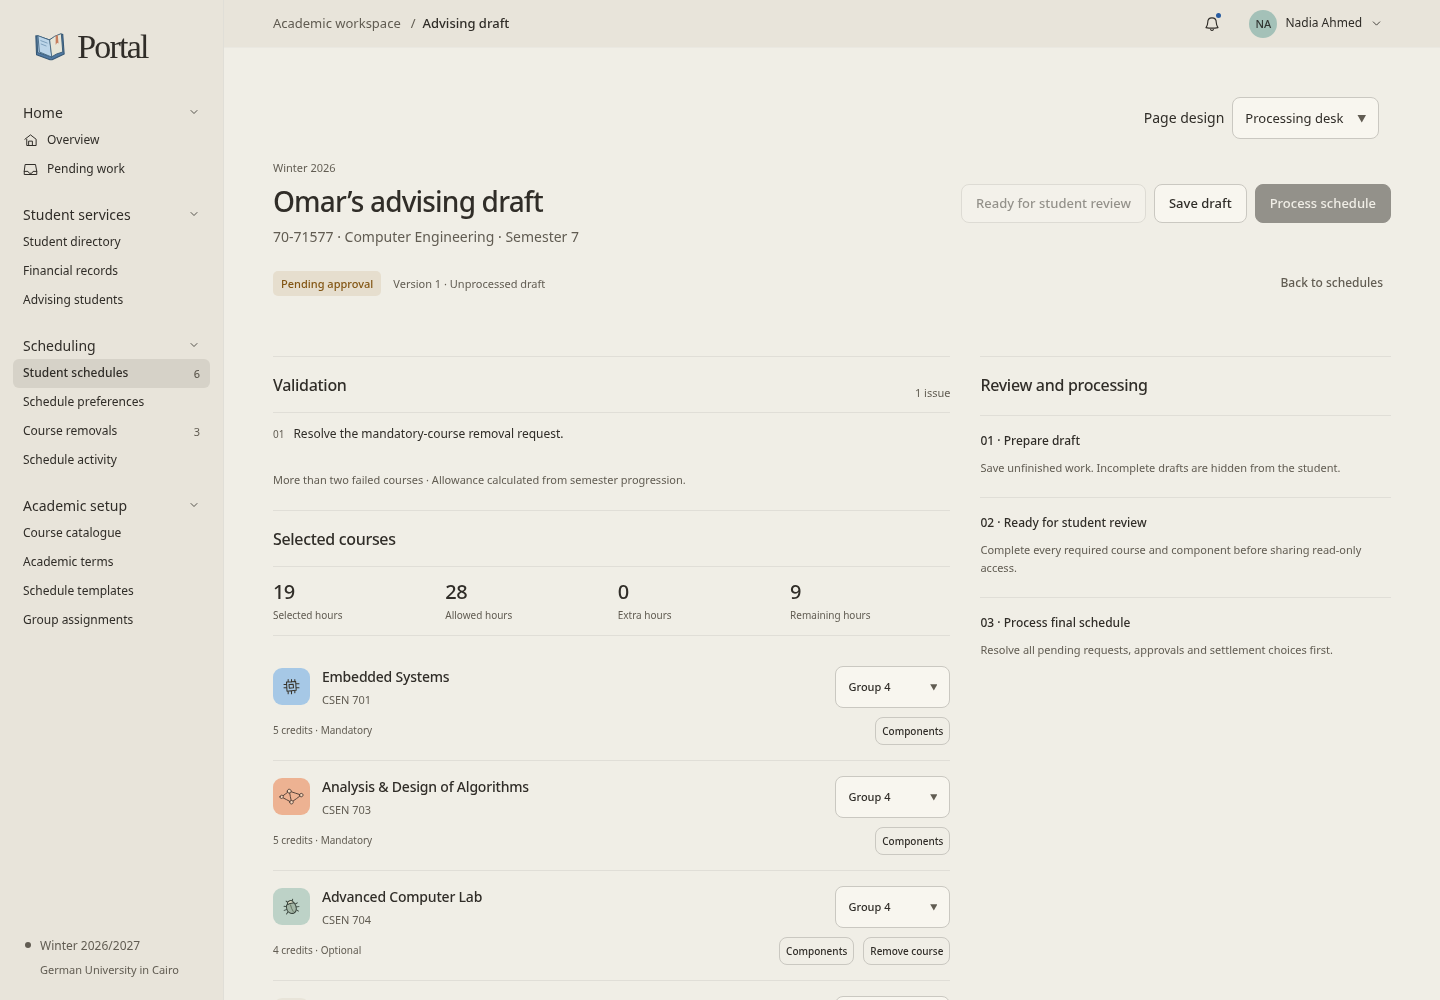 Portal
Home
Overview
Pending work
Student services
Student directory
Financial records
Advising students
Scheduling
Student schedules 6
Schedule preferences
Course removals 3
Schedule activity
Academic setup
Course catalogue
Academic terms
Schedule templates
Group assignments
Winter 2026/2027
German University in Cairo
Academic workspace / Advising draft
NA Nadia Ahmed
Page design Processing desk
Winter 2026
Omar’s advising draft
Ready for student review Save draft Process schedule
70-71577 · Computer Engineering · Semester 7
Pending approval Version 1 · Unprocessed draft
Back to schedules
Validation
1 issue
01 Resolve the mandatory-course removal request.
More than two failed courses · Allowance calculated from semester progression.
Selected courses
19 28 0 9
Selected hours Allowed hours Extra hours Remaining hours
Embedded Systems
CSEN 701
Group 4
5 credits · Mandatory
Components
Analysis & Design of Algorithms
CSEN 703
Group 4
5 credits · Mandatory
Components
Advanced Computer Lab
CSEN 704
Group 4
4 credits · Optional
Components Remove course
Review and processing
01 · Prepare draft
Save unfinished work. Incomplete drafts are hidden from the student.
02 · Ready for student review
Complete every required course and component before sharing read-only
access.
03 · Process final schedule
Resolve all pending requests, approvals and settlement choices first.